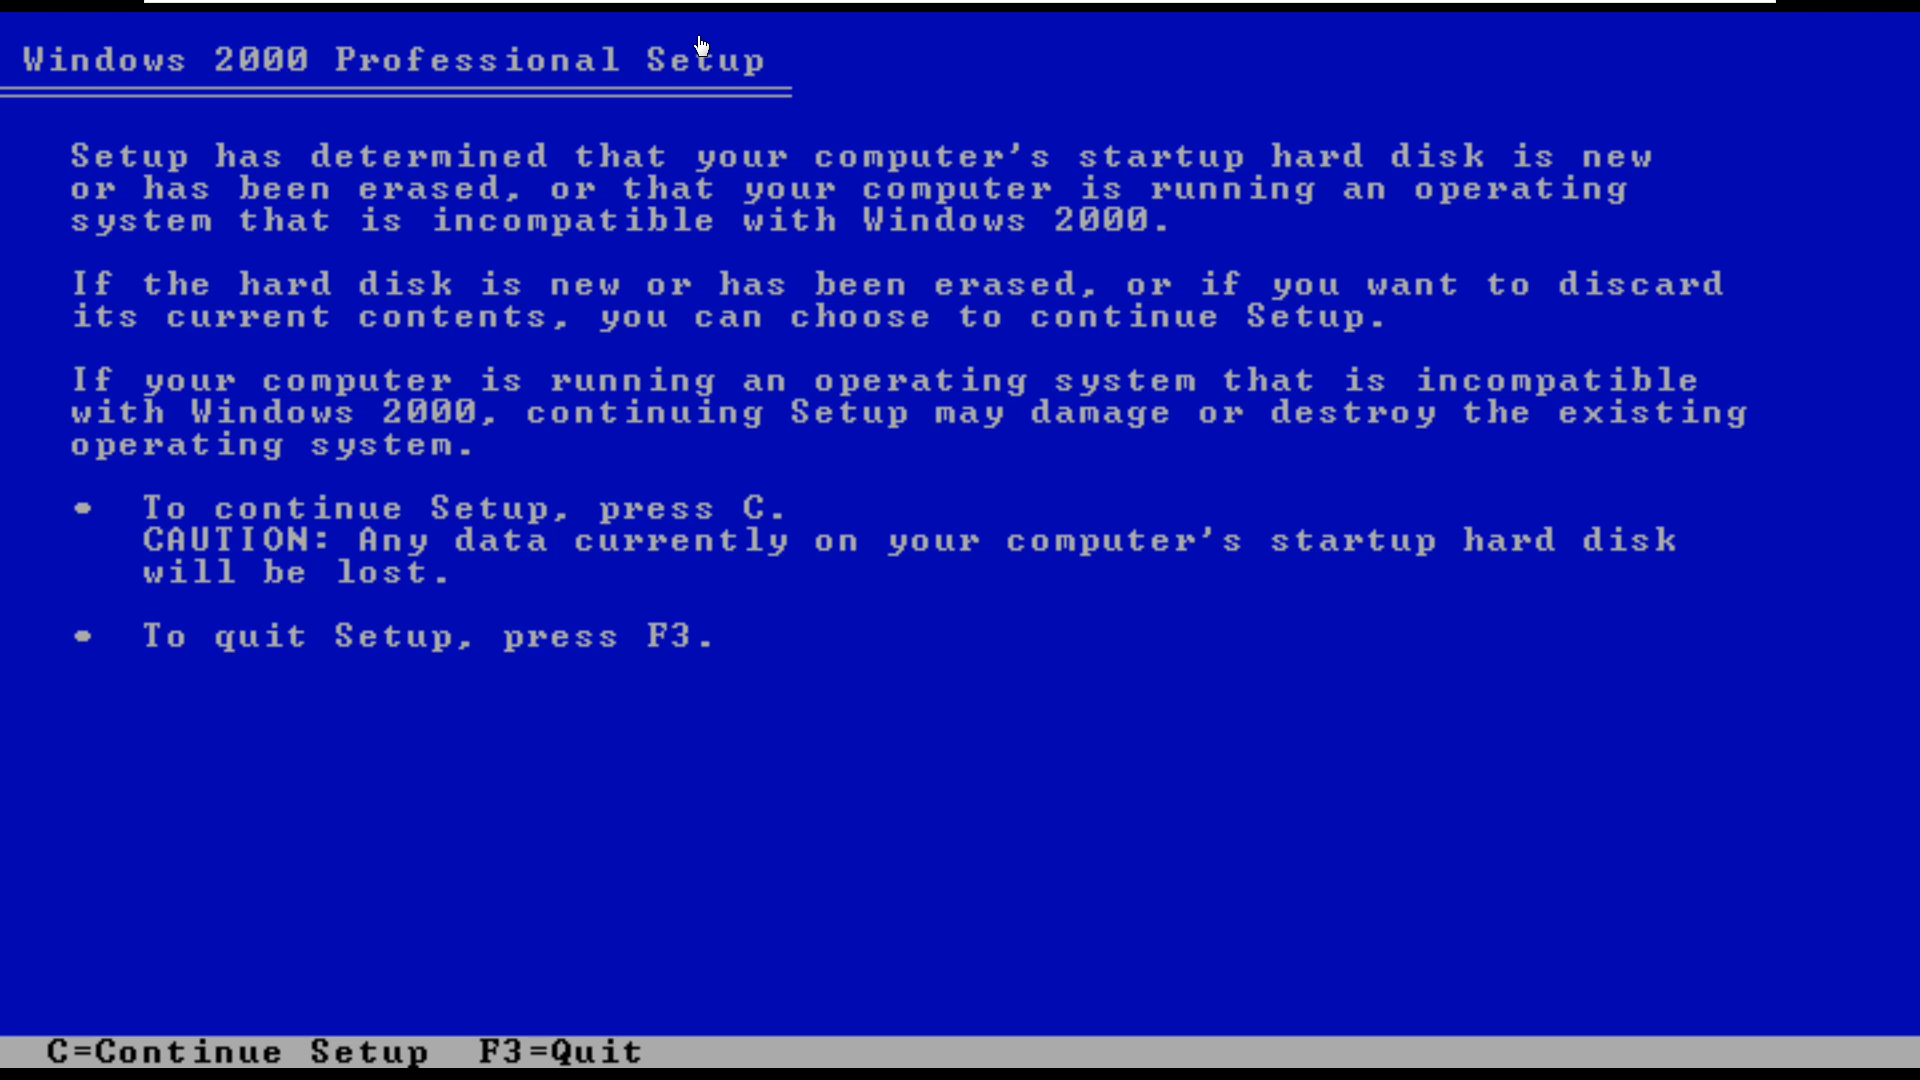 Windows 2000 Professional Setup
Setup has determined that your computer's startup hard disk is new
or has been erased, or that your computer is running an operating
system that is incompatible with Windows 2000.
If the hard disk is new or has been erased, or if you want to discard
its current contents, you can choose to continue Setup.
If your computer is running an operating system that is incompatible
with Windows 2000, continuing Setup may damage or destroy the existing
operating system.
• To continue Setup, press C.
CAUTION: Any data currently on your computer's startup hard disk
will be lost.
• To quit Setup, press F3.
C=Continue Setup F3=Quit